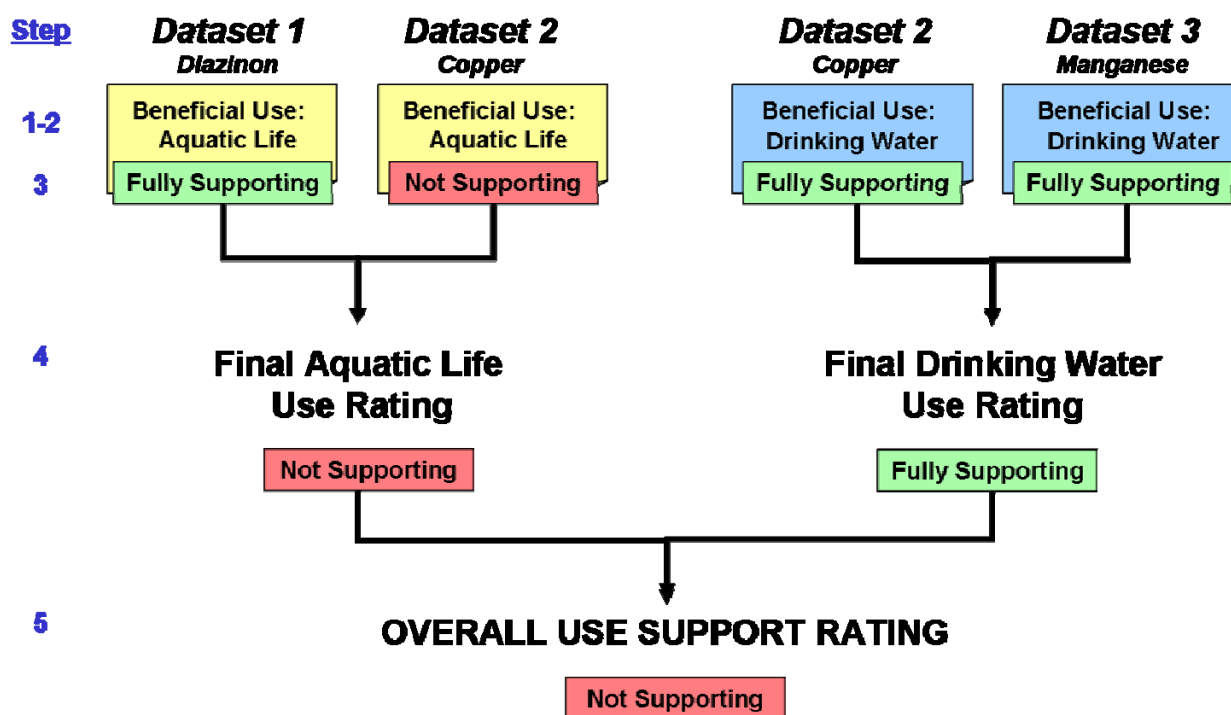 Step
Dataset 1
Diazinon
Dataset 2
Copper
Dataset 2
Copper
Dataset 3
Manganese
1-2
Beneficial Use:
Aquatic Life
Beneficial Use:
Aquatic Life
Beneficial Use:
Drinking Water
Beneficial Use:
Drinking Water
3
Fully Supporting
Not Supporting
Fully Supporting
Fully Supporting
4
Final Aquatic Life
Use Rating
Final Drinking Water
Use Rating
Not Supporting
Fully Supporting
5
OVERALL USE SUPPORT RATING
Not Supporting